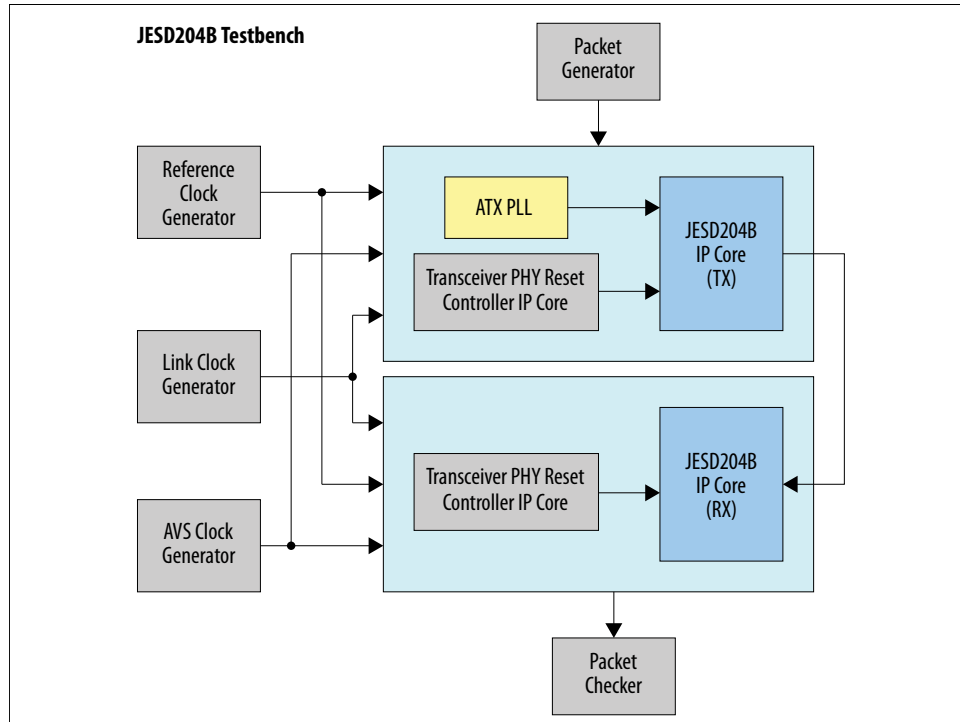 JESD204B Testbench
Packet
Generator
Reference
Clock
Generator
ATX PLL
JESD204B
IP Core
(TX)
Transceiver PHY Reset
Controller IP Core
Link Clock
Generator
Transceiver PHY Reset
Controller IP Core
JESD204B
IP Core
(RX)
AVS Clock
Generator
Packet
Checker